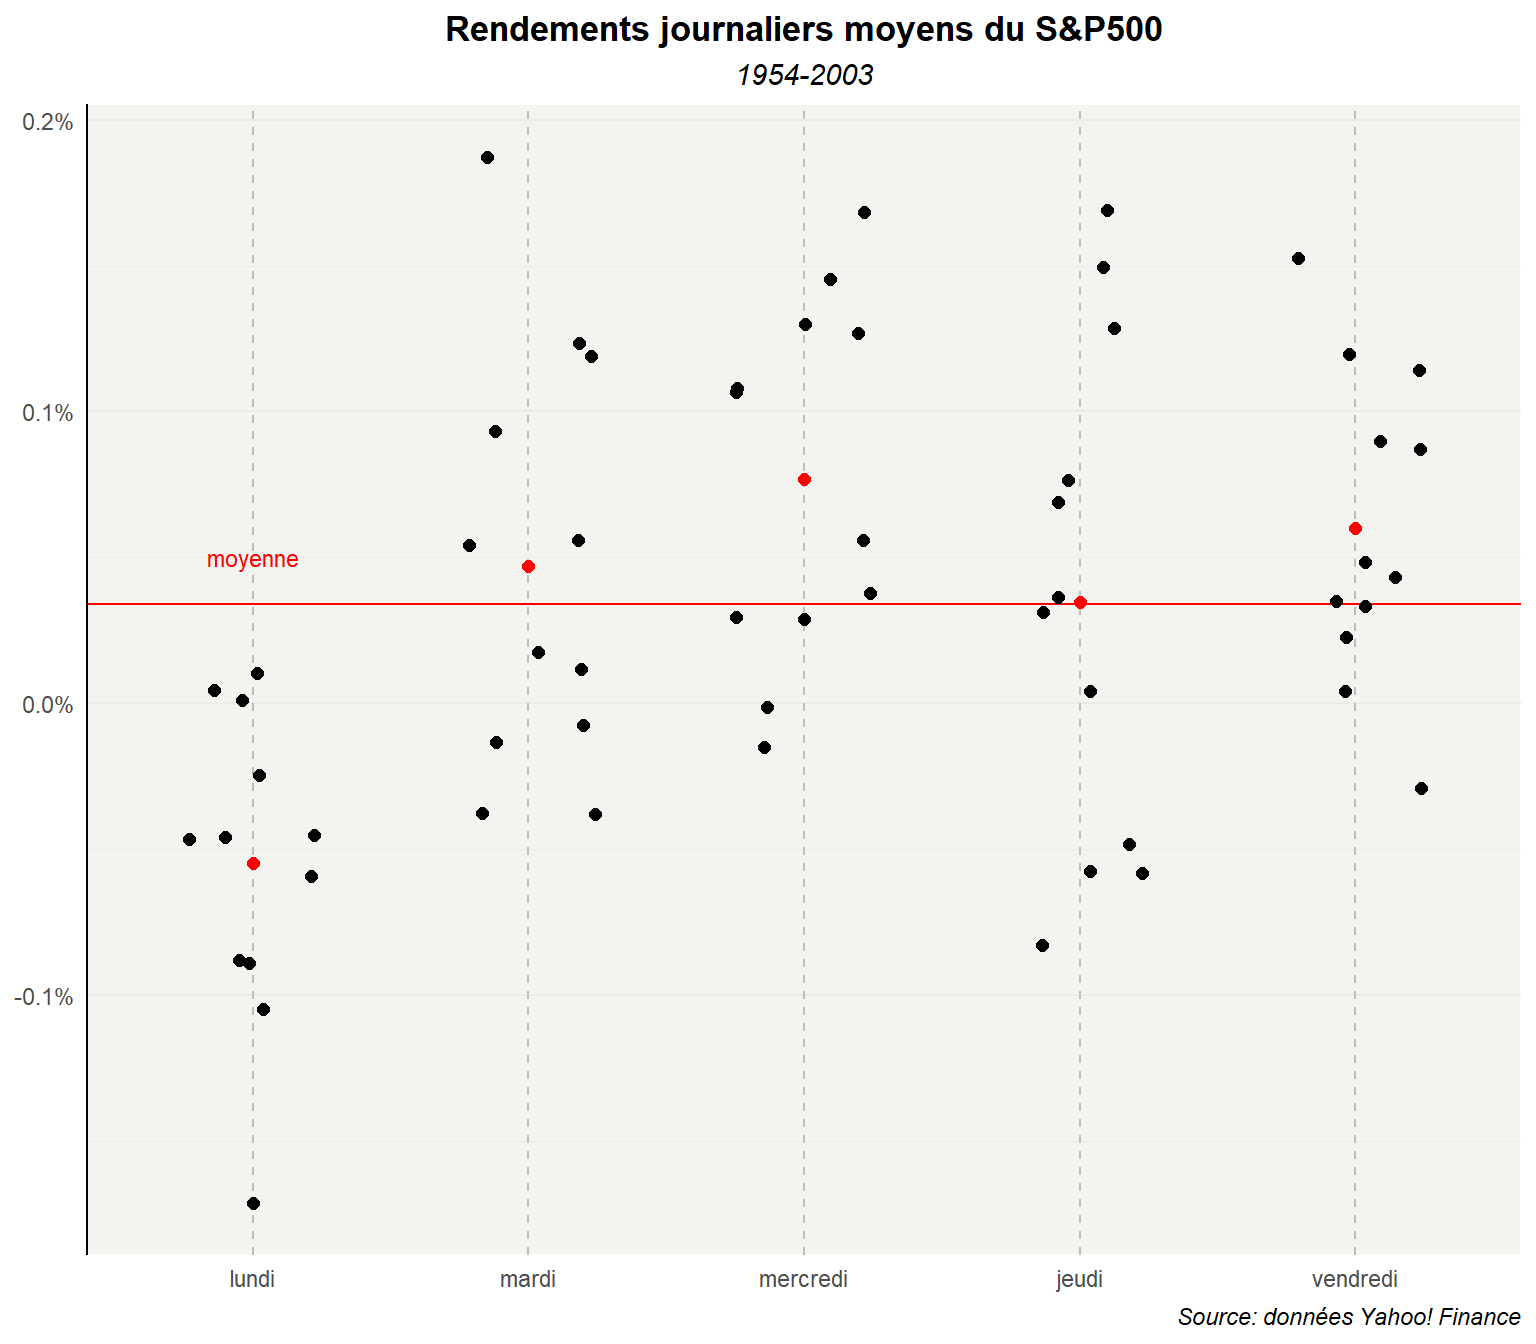 Rendements journaliers moyens du S&P500
1954-2003
0.2%
0.1%
moyenne
0.0%
-0.1%
lundi mardi mercredi jeudi vendredi
Source: données Yahoo! Finance